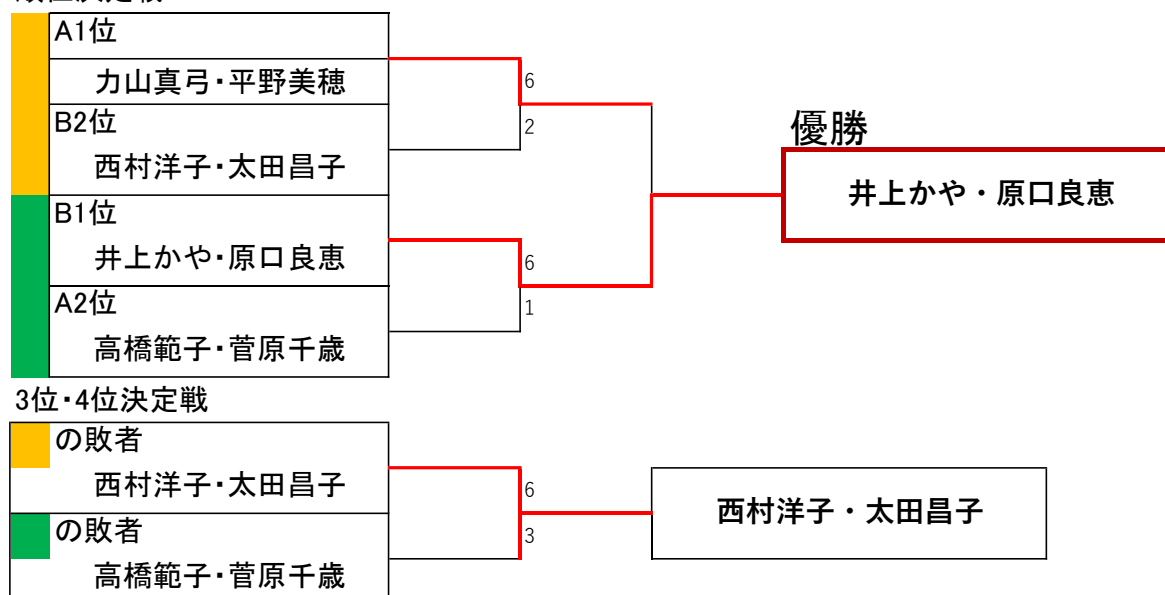 A1位
力山真弓・平野美穂
6
B2位
2
西村洋子・太田昌子
優勝
井上かや・原口良恵
B1位
井上かや・原口良恵
6
A2位
1
高橋範子・菅原千歳
3位・4位決定戦
の敗者
西村洋子・太田昌子
6
西村洋子・太田昌子
の敗者
3
高橋範子・菅原千歳